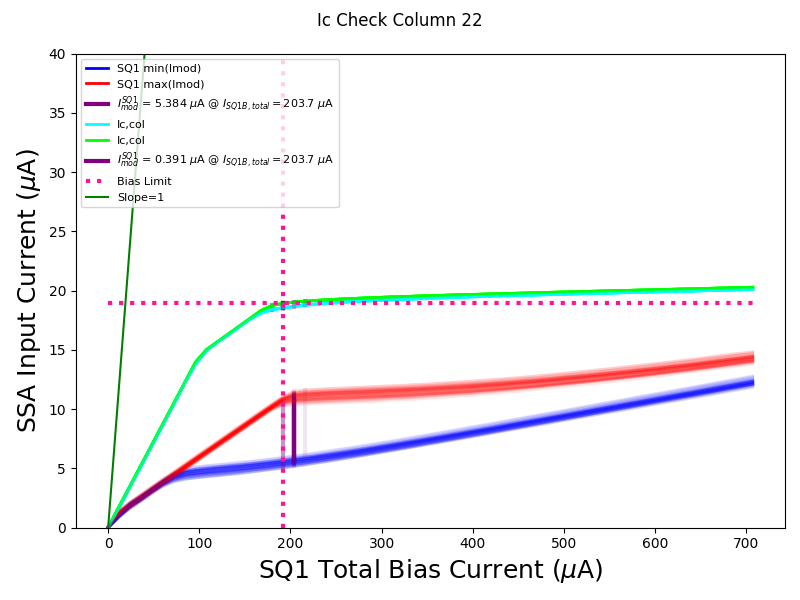 Ic Check Column 22
SSA Input Current (μA)
40
35
30
25
20
15
10
5
0
SQ1 min(Imod)
SQ1 max(Imod)
I_{mod}^{SQ1} = 5.384 μA @ I_{SQ1B, total} = 203.7 μA
Ic,col
Ic,col
I_{mod}^{SQ1} = 0.391 μA @ I_{SQ1B, total} = 203.7 μA
Bias Limit
Slope=1
0 100 200 300 400 500 600 700
SQ1 Total Bias Current (μA)